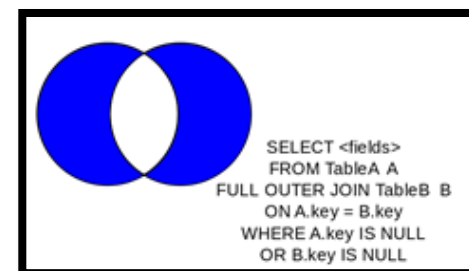 SELECT <fields>
FROM TableA A
FULL OUTER JOIN TableB B
ON A.key = B.key
WHERE A.key IS NULL
OR B.key IS NULL